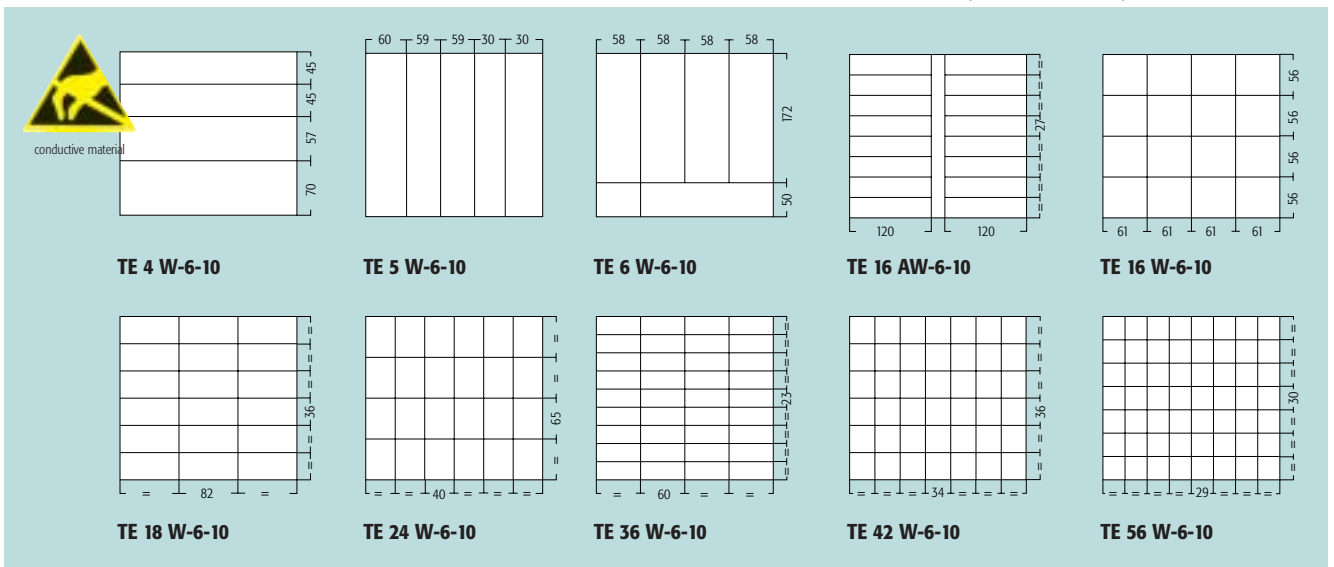 60 59 59 30 30
58 58 58 58
45
45
57
70
conductive material
172
50
=
=
=
27
=
=
=
=
120 120
56
56
56
56
61 61 61 61
TE 4 W-6-10
TE 5 W-6-10
TE 6 W-6-10
TE 16 AW-6-10
TE 16 W-6-10
=
=
=
36
=
=
= 82 =
=
=
65
=
= = 40 = = =
=
=
=
=
23
=
=
=
=
= 60 = =
=
=
=
36
=
=
= = = 34 = = =
=
=
=
30
=
=
=
= = = = 29 = = =
TE 18 W-6-10
TE 24 W-6-10
TE 36 W-6-10
TE 42 W-6-10
TE 56 W-6-10